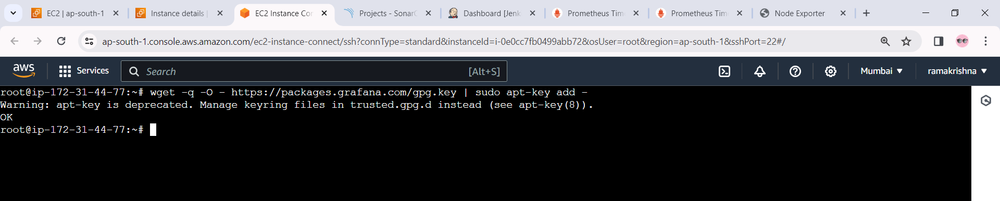 EC2 | ap-south-1
Instance details |
EC2 Instance Con
Projects - SonarQ
Dashboard [Jenk
Prometheus Tim
Prometheus Tim
Node Exporter
ap-south-1.console.aws.amazon.com/ec2-instance-connect/ssh?connType=standard&instanceId=i-0e0cc7fb0499abb72&osUser=root&region=ap-south-1&sshPort=22#/
aws
Services
Search
[Alt+S]
Mumbai
ramakrishna
root@ip-172-31-44-77:~# wget -q -O - https://packages.grafana.com/gpg.key | sudo apt-key add -
Warning: apt-key is deprecated. Manage keyring files in trusted.gpg.d instead (see apt-key(8)).
OK
root@ip-172-31-44-77:~#